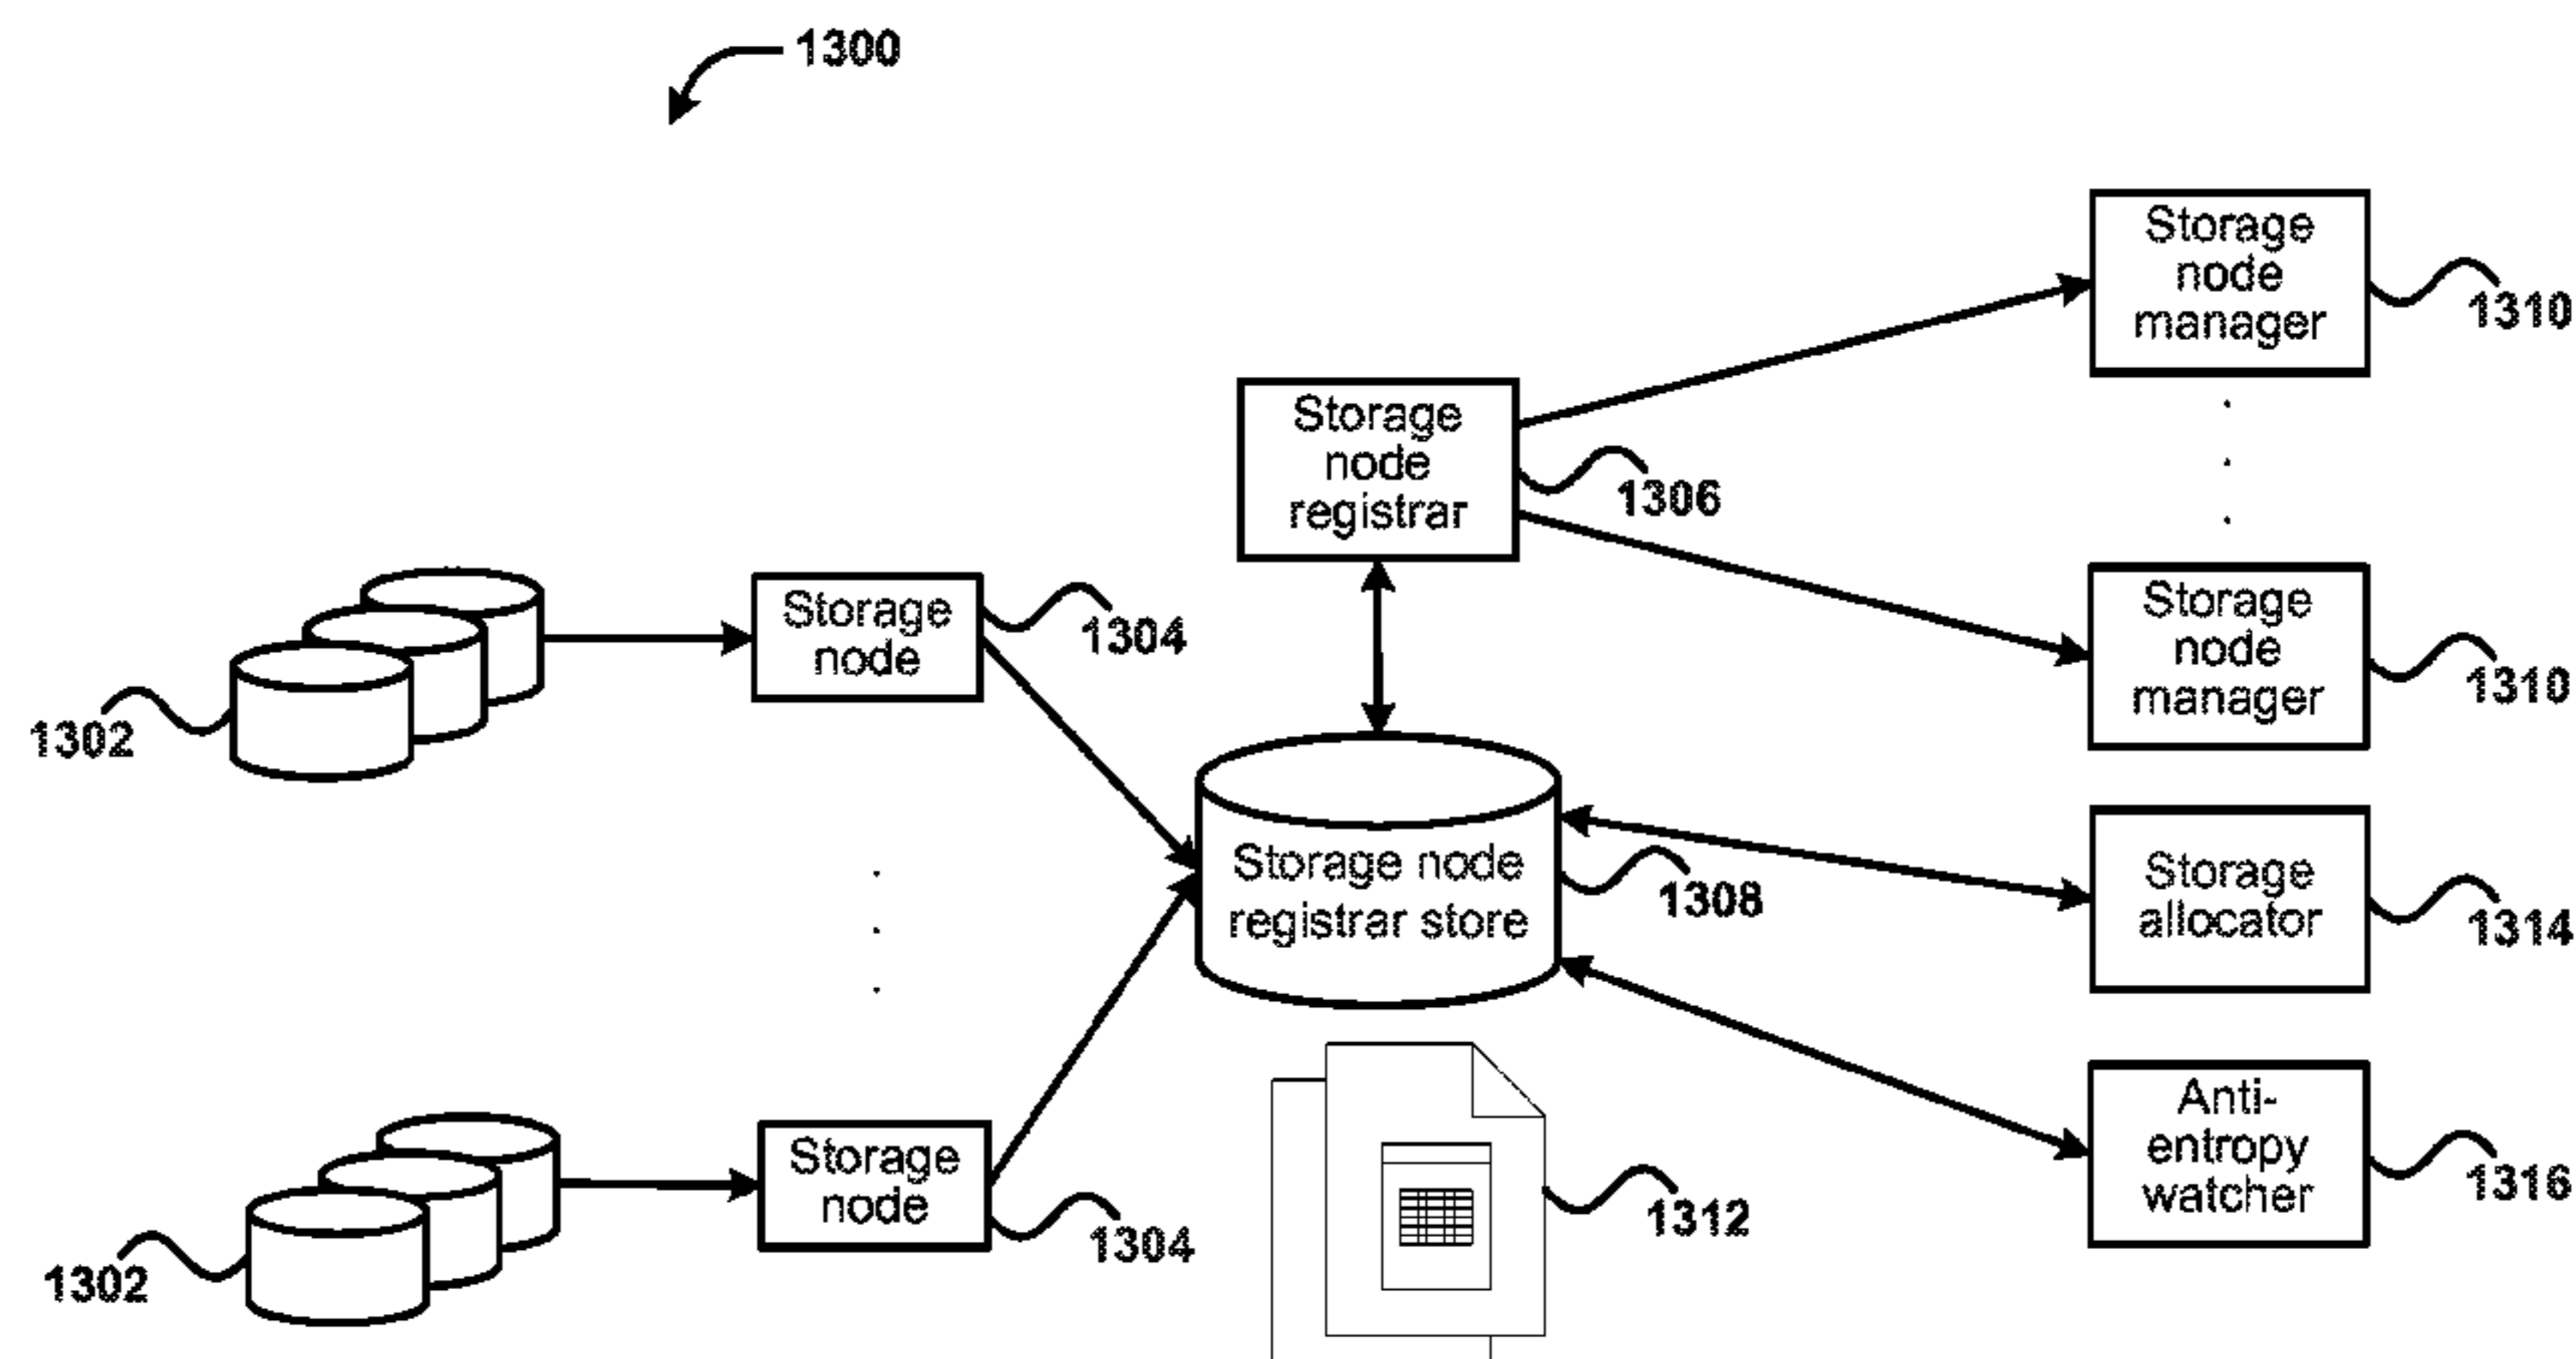 1300
Storage
node
manager
1310
Storage
node
registrar
1306
Storage
node
1304
Storage
node
manager
1310
1302
Storage node
registrar store
1308
Storage
allocator
1314
Storage
node
1304
1302
1312
Anti-
entropy
watcher
1316